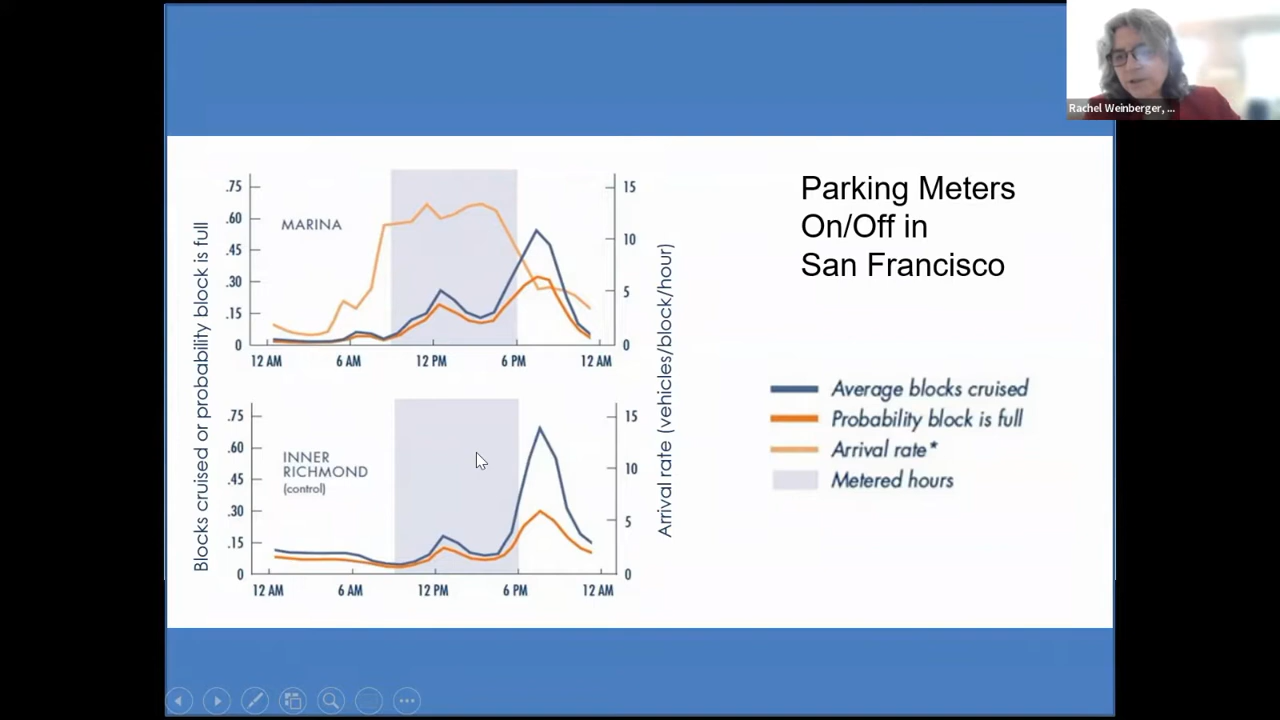 Rachel Weinberger, ...
Parking Meters
On/Off in
San Francisco
Blocks cruised or probability block is full
.75
.60
.45
.30
.15
0
MARINA
15
10
5
0
12 AM 6 AM 12 PM 6 PM 12 AM
Arrival rate (vehicles/block/hour)
.75
.60
.45
.30
.15
0
INNER
RICHMOND
(control)
15
10
5
0
12 AM 6 AM 12 PM 6 PM 12 AM
Average blocks cruised
Probability block is full
Arrival rate*
Metered hours